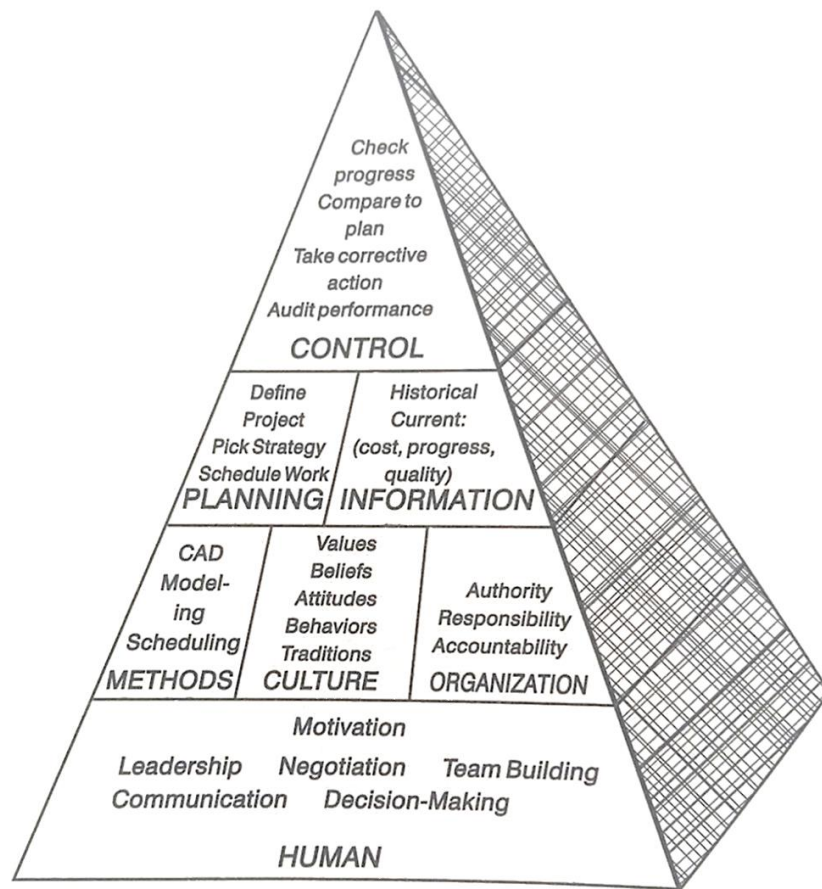 Check
progress
Compare to
plan
Take corrective
action
Audit performance
CONTROL
Define
Project
Pick Strategy
Schedule Work
PLANNING
Historical
Current:
(cost, progress,
quality)
INFORMATION
CAD
Model-
ing
Scheduling
METHODS
Values
Beliefs
Attitudes
Behaviors
Traditions
CULTURE
Authority
Responsibility
Accountability
ORGANIZATION
Motivation
Leadership Negotiation Team Building
Communication Decision-Making
HUMAN